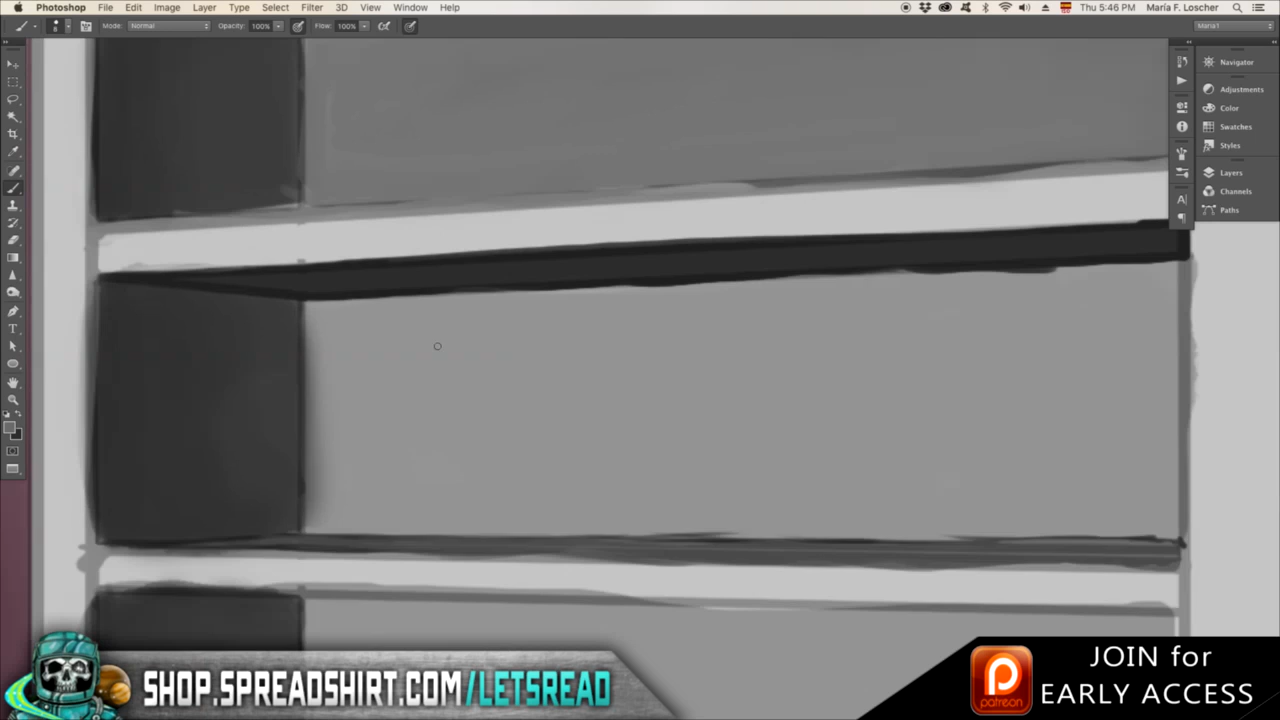 Photoshop File Edit Image Layer Type Select Filter 3D View Window Help Thu 5:46 PM María F. Loscher
Mode: Normal Opacity: 100% Flow: 100% Maria1
Navigator
Adjustments
Color
Swatches
Styles
Layers
Channels
Paths
SHOP.SPREADSHIRT.COM/LETSREAD
patreon
JOIN for
EARLY ACCESS